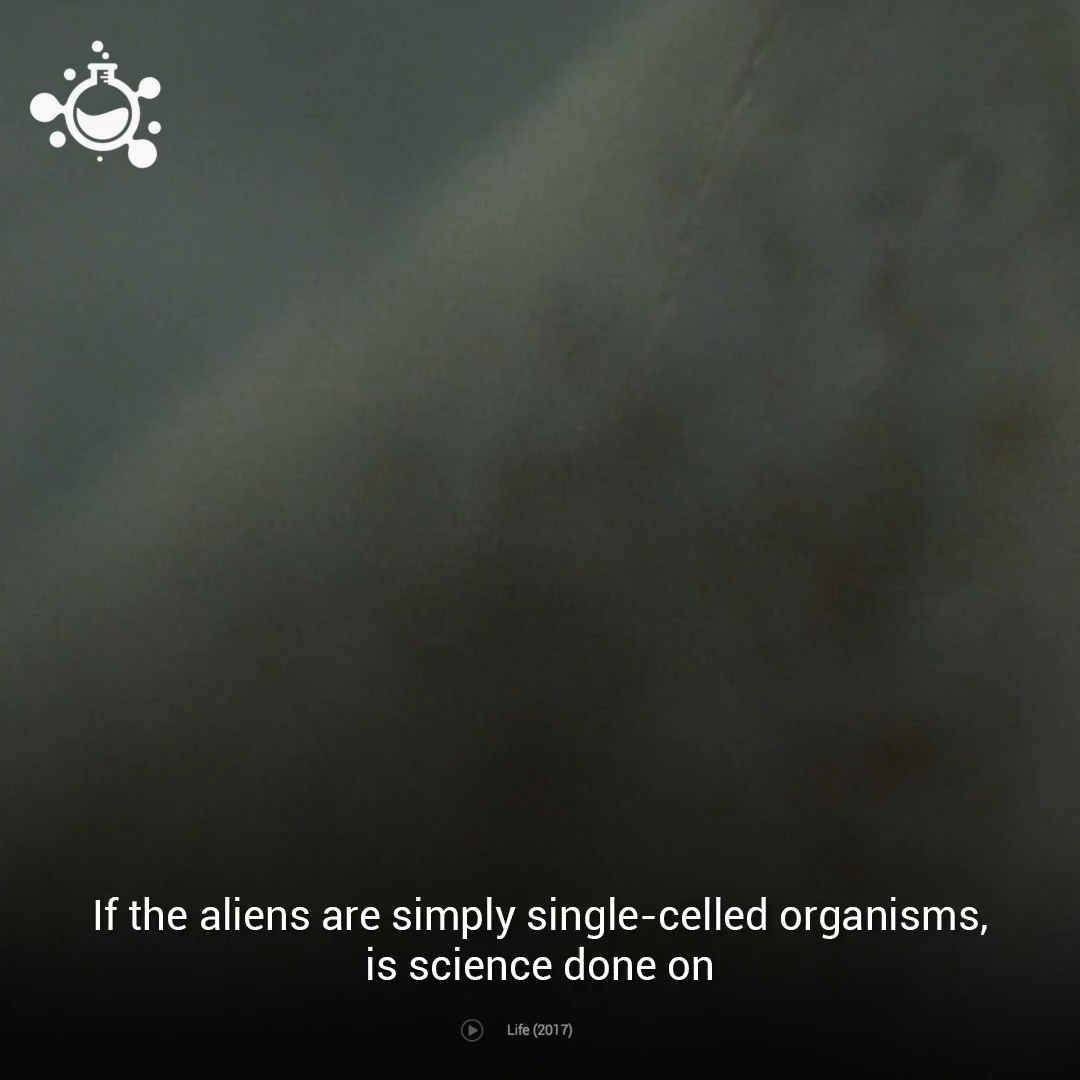 If the aliens are simply single-celled organisms,
is science done on
Life (2017)